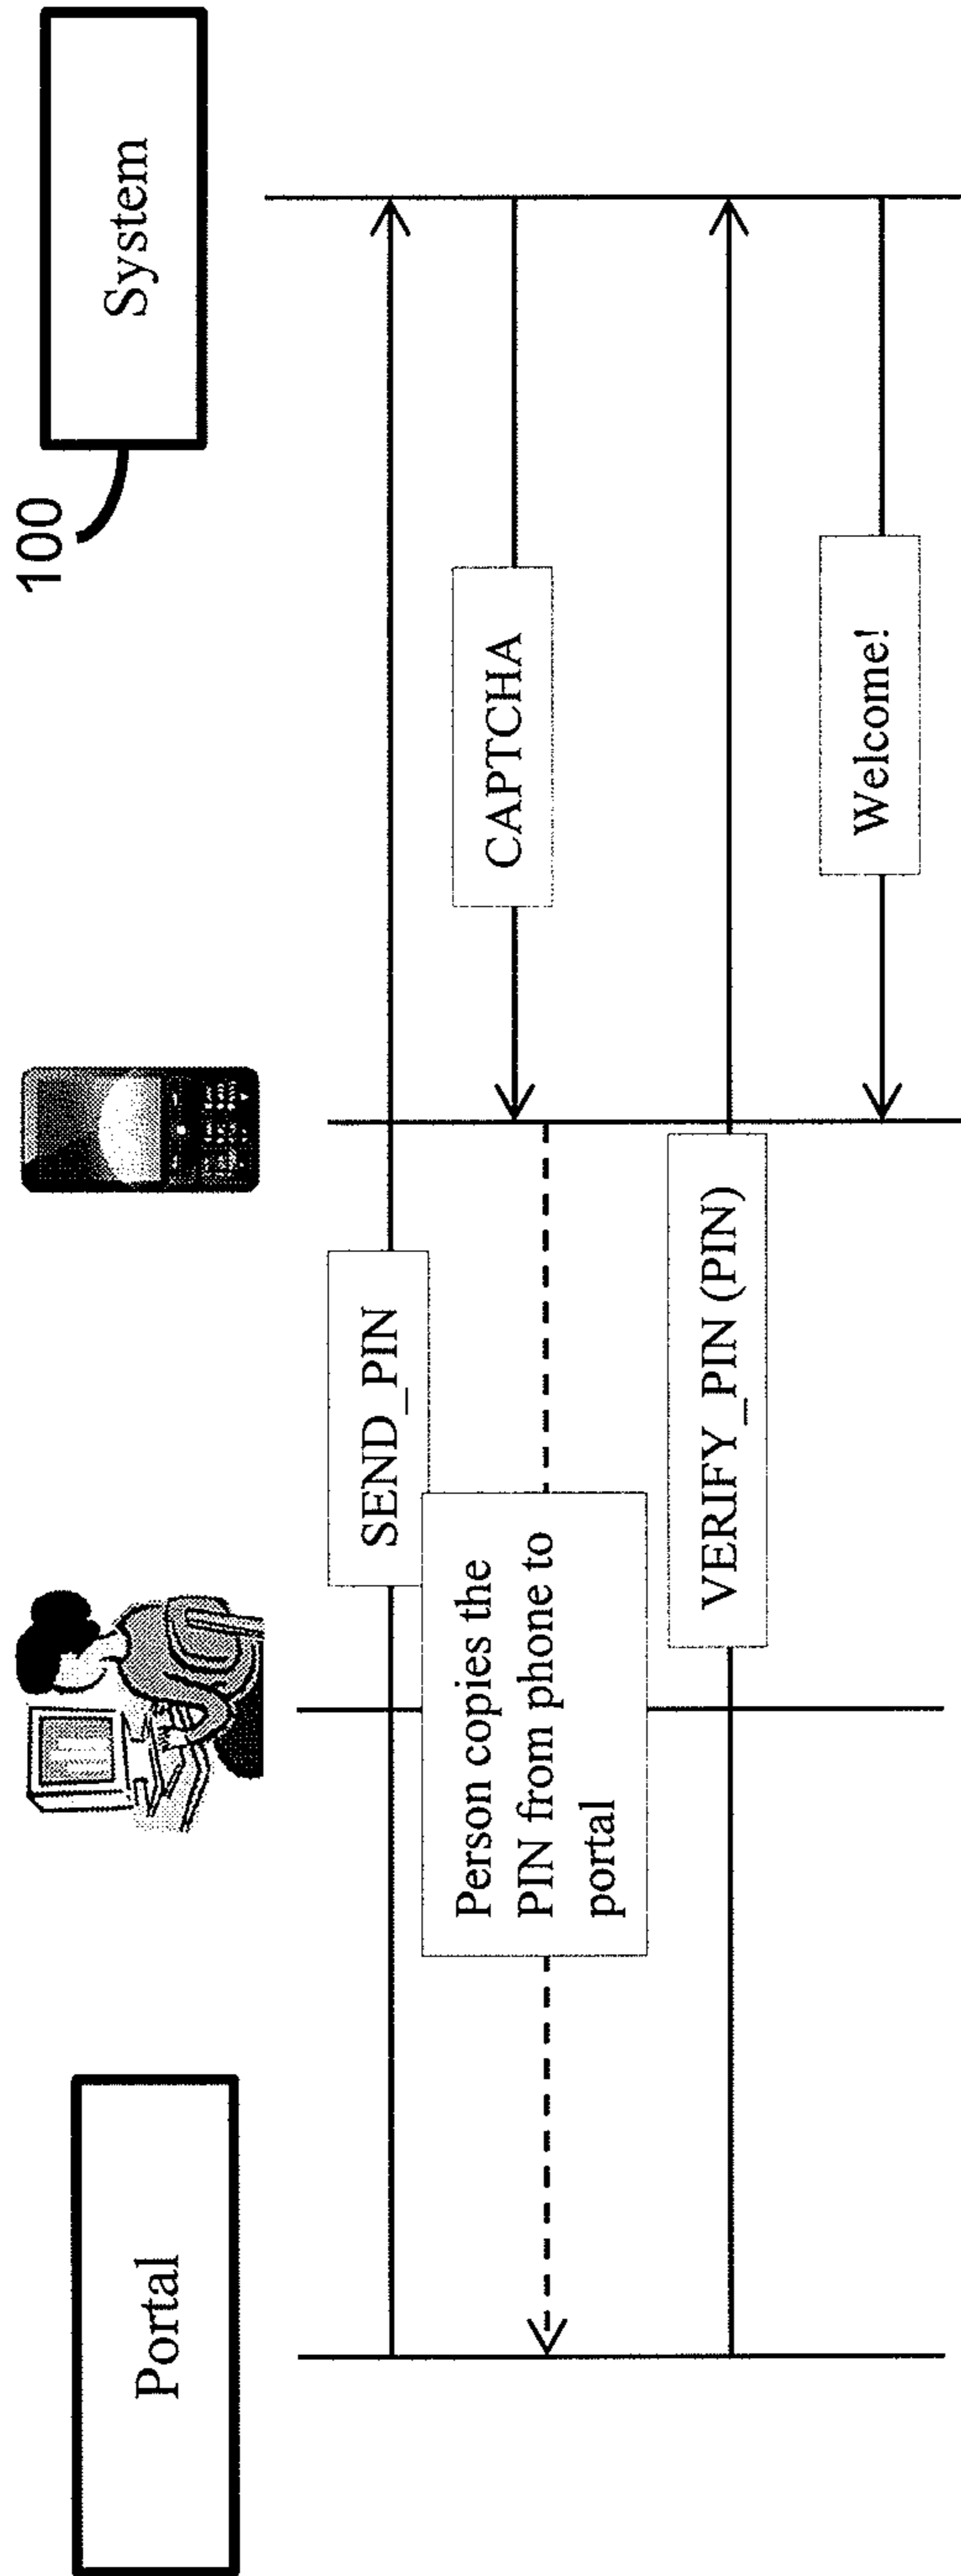 Portal
100
System
SEND_PIN
CAPTCHA
Person copies the
PIN from phone to
portal
VERIFY_PIN (PIN)
Welcome!